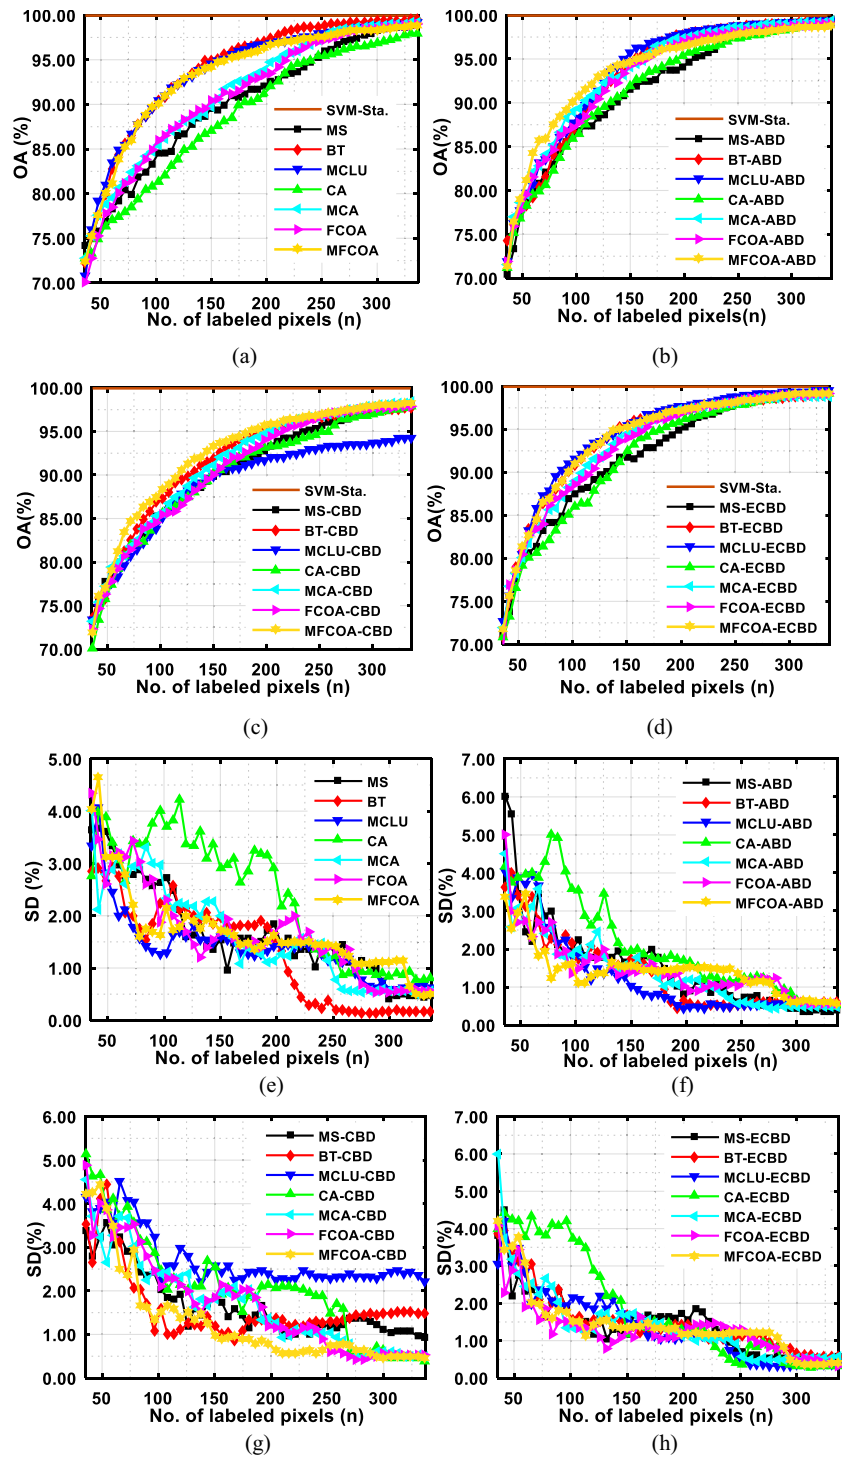 100.00
95.00
90.00
85.00
80.00
75.00
70.00
OA (%)
SVM-Sta.
MS
BT
MCLU
CA
MCA
FCOA
MFCOA
50 100 150 200 250 300
No. of labeled pixels (n)
(a)
100.00
95.00
90.00
85.00
80.00
75.00
70.00
OA (%)
SVM-Sta.
MS-ABD
BT-ABD
MCLU-ABD
CA-ABD
MCA-ABD
FCOA-ABD
MFCOA-ABD
50 100 150 200 250 300
No. of labeled pixels(n)
(b)
100.00
95.00
90.00
85.00
80.00
75.00
70.00
OA(%)
SVM-Sta.
MS-CBD
BT-CBD
MCLU-CBD
CA-CBD
MCA-CBD
FCOA-CBD
MFCOA-CBD
50 100 150 200 250 300
No. of labeled pixels (n)
(c)
100.00
95.00
90.00
85.00
80.00
75.00
70.00
OA(%)
SVM-Sta.
MS-ECBD
BT-ECBD
MCLU-ECBD
CA-ECBD
MCA-ECBD
FCOA-ECBD
MFCOA-ECBD
50 100 150 200 250 300
No. of labeled pixels (n)
(d)
5.00
4.00
3.00
2.00
1.00
0.00
SD (%)
MS
BT
MCLU
CA
MCA
FCOA
MFCOA
50 100 150 200 250 300
No. of labeled pixels (n)
(e)
7.00
6.00
5.00
4.00
3.00
2.00
1.00
0.00
SD(%)
MS-ABD
BT-ABD
MCLU-ABD
CA-ABD
MCA-ABD
FCOA-ABD
MFCOA-ABD
50 100 150 200 250 300
No. of labeled pixels (n)
(f)
6.00
5.00
4.00
3.00
2.00
1.00
0.00
SD(%)
MS-CBD
BT-CBD
MCLU-CBD
CA-CBD
MCA-CBD
FCOA-CBD
MFCOA-CBD
50 100 150 200 250 300
No. of labeled pixels (n)
(g)
7.00
6.00
5.00
4.00
3.00
2.00
1.00
0.00
SD(%)
MS-ECBD
BT-ECBD
MCLU-ECBD
CA-ECBD
MCA-ECBD
FCOA-ECBD
MFCOA-ECBD
50 100 150 200 250 300
No. of labeled pixels (n)
(h)